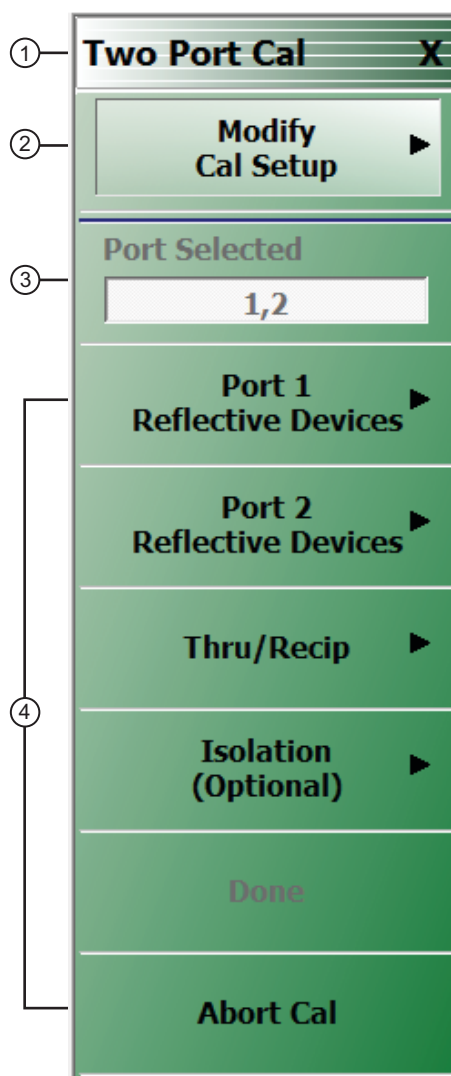 1
Two Port Cal X
2
Modify
Cal Setup
3
Port Selected
1,2
Port 1
Reflective Devices
Port 2
Reflective Devices
Thru/Recip
4
Isolation
(Optional)
Done
Abort Cal